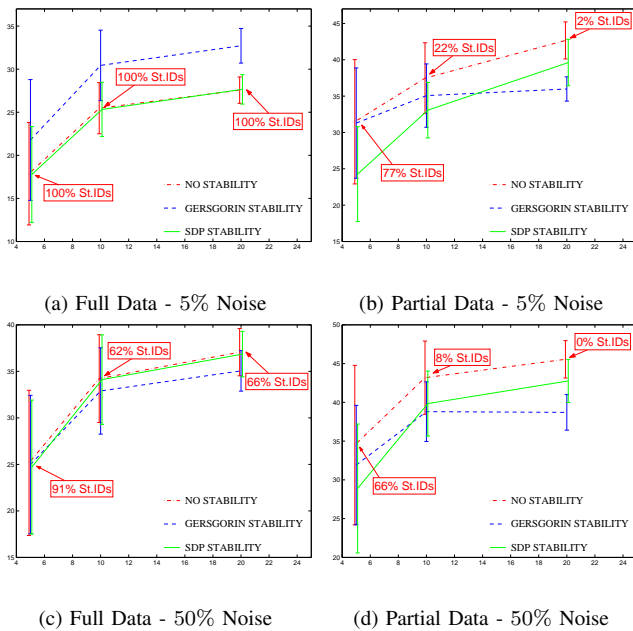 35
30
25
20
15
10
4 6 8 10 12 14 16 18 20 22 24
100% St.IDs
100% St.IDs
100% St.IDs
NO STABILITY
GERSGORIN STABILITY
SDP STABILITY
(a) Full Data - 5% Noise
45
40
35
30
25
20
15
4 6 8 10 12 14 16 18 20 22 24
2% St.IDs
22% St.IDs
77% St.IDs
NO STABILITY
GERSGORIN STABILITY
SDP STABILITY
(b) Partial Data - 5% Noise
40
35
30
25
20
15
4 6 8 10 12 14 16 18 20 22 24
62% St.IDs
66% St.IDs
91% St.IDs
NO STABILITY
GERSGORIN STABILITY
SDP STABILITY
(c) Full Data - 50% Noise
50
45
40
35
30
25
20
4 6 8 10 12 14 16 18 20 22 24
0% St.IDs
8% St.IDs
66% St.IDs
NO STABILITY
GERSGORIN STABILITY
SDP STABILITY
(d) Partial Data - 50% Noise